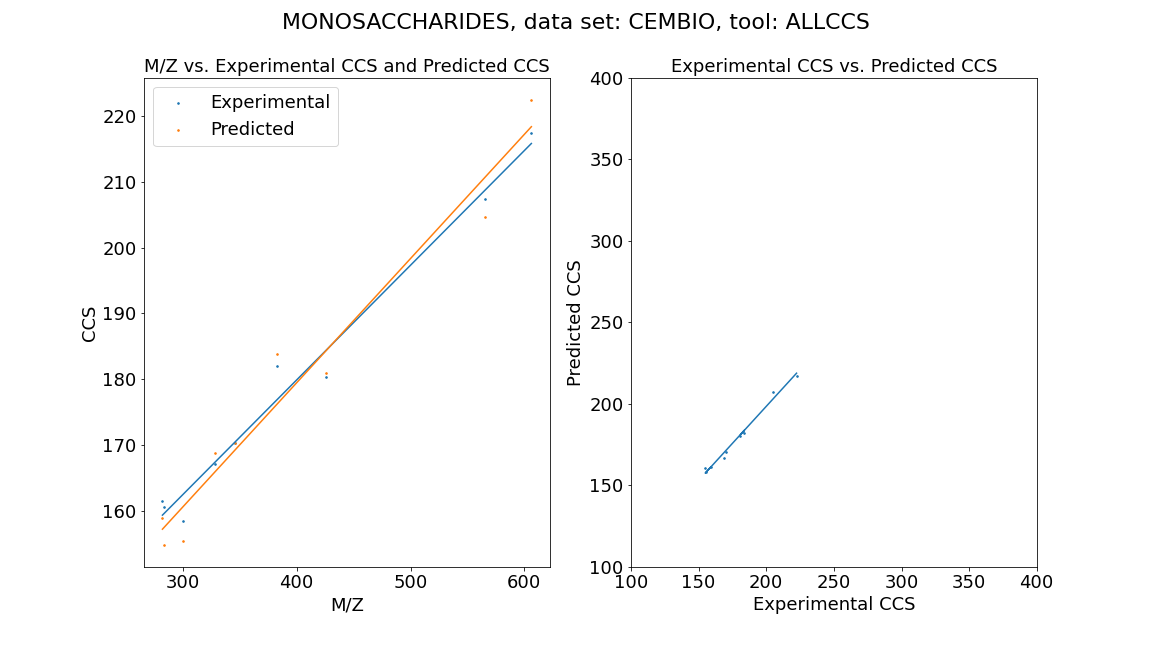 MONOSACCHARIDES, data set: CEMBIO, tool: ALLCCS
M/Z vs. Experimental CCS and Predicted CCS
Experimental
Predicted
220
210
200
190
180
170
160
CCS
300
400
500
600
M/Z
Experimental CCS vs. Predicted CCS
400
350
300
250
200
150
100
Predicted CCS
100
150
200
250
300
350
400
Experimental CCS